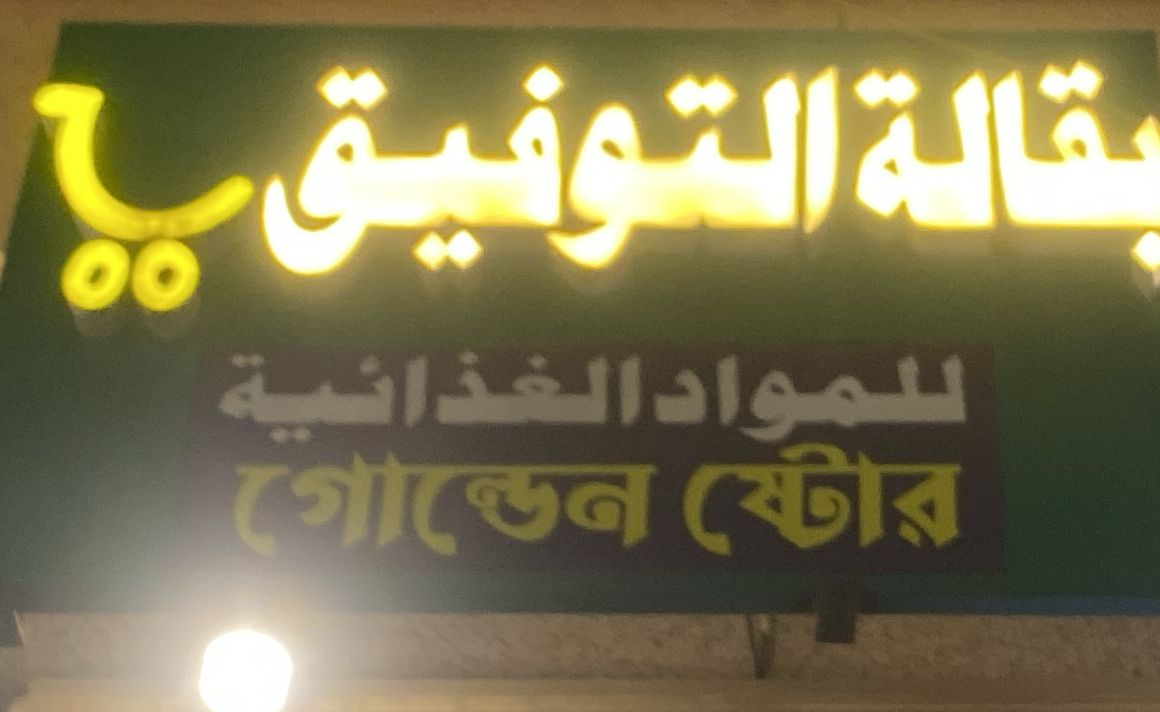 بقالة التوفيق
للمواد الغذائية
গোল্ডেন ষ্টোর